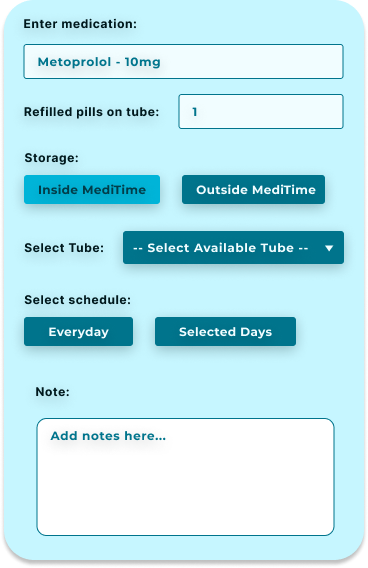 Enter medication:
Metoprolol - 10mg
Refilled pills on tube: 1
Storage:
Inside MediTime Outside MediTime
Select Tube: -- Select Available Tube --
Select schedule:
Everyday Selected Days
Note:
Add notes here...